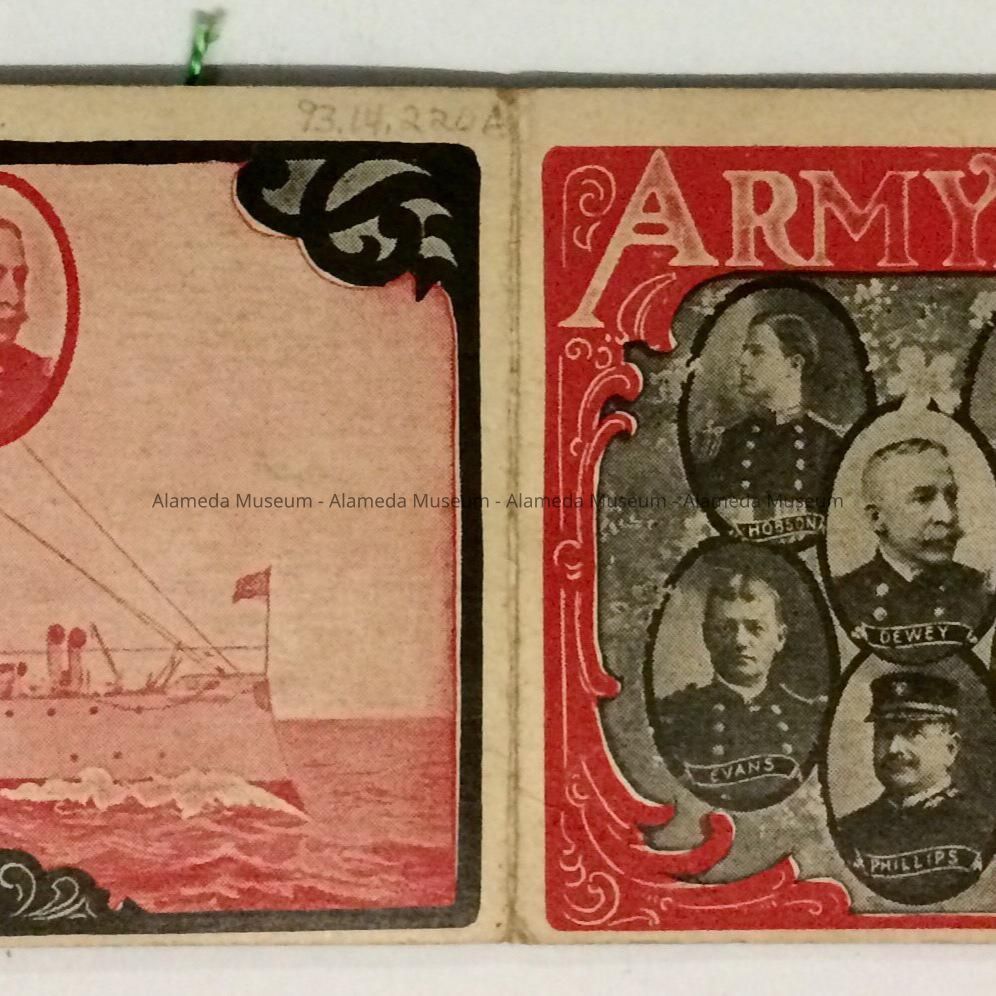 93.14.220A
ARMY
Alameda Museum - Alameda Museum - Alameda Museum - Alameda Museum
HOBSON
DEWEY
EVANS
PHILLIPS